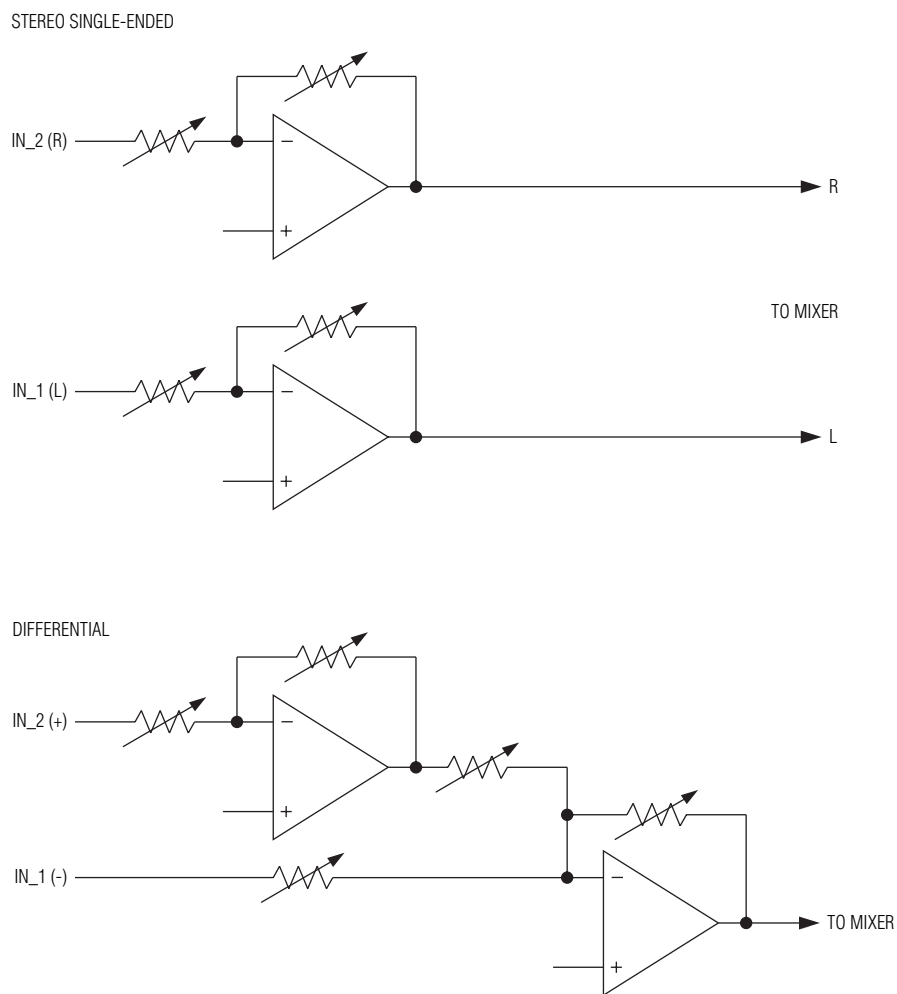 STEREO SINGLE-ENDED
IN_2 (R)
−
+
R
TO MIXER
IN_1 (L)
−
+
L
DIFFERENTIAL
IN_2 (+)
−
+
IN_1 (-)
−
+
TO MIXER